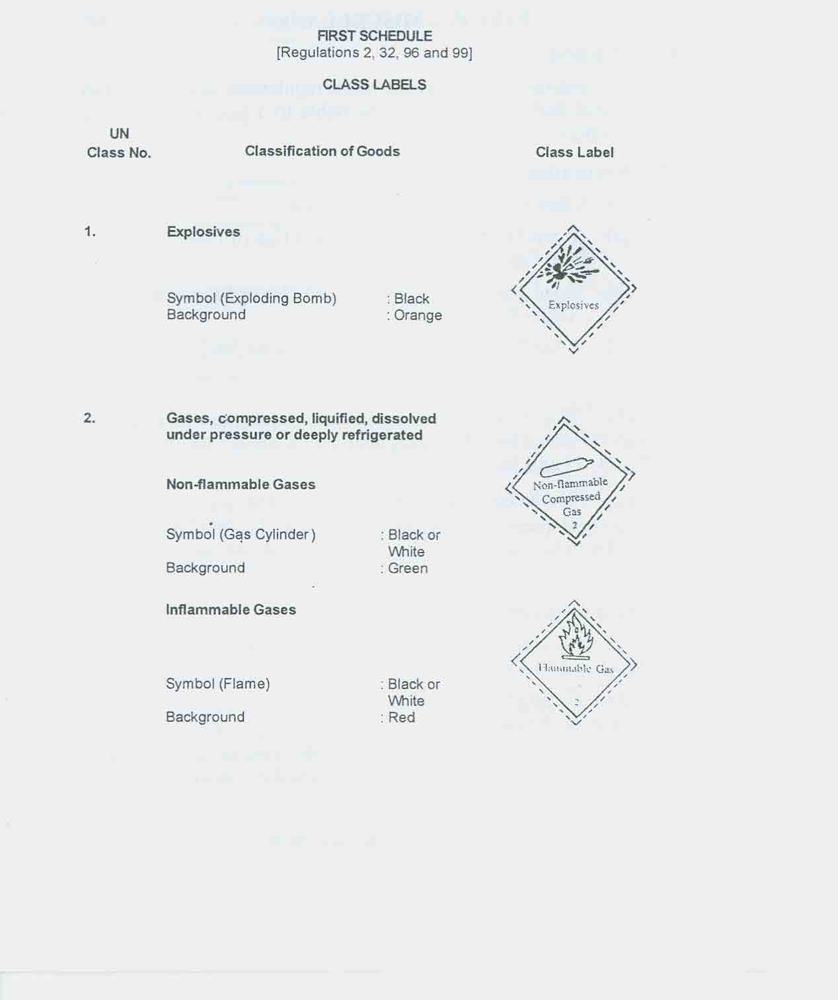 FIRST SCHEDULE
[Regulations 2, 32, 96 and 99]
CLASS LABELS
UN
Class No.
Classification of Goods
Class Label
1.
Explosives
Symbol (Exploding Bomb) : Black
Background : Orange
Explosives
2.
Gases, compressed, liquified, dissolved
under pressure or deeply refrigerated
Non-flammable Gases
Symbol (Gas Cylinder) : Black or
White
Background : Green
Non-flammable
Compressed
Gas
2
Inflammable Gases
Symbol (Flame) : Black or
White
Background : Red
Flammable Gas
2